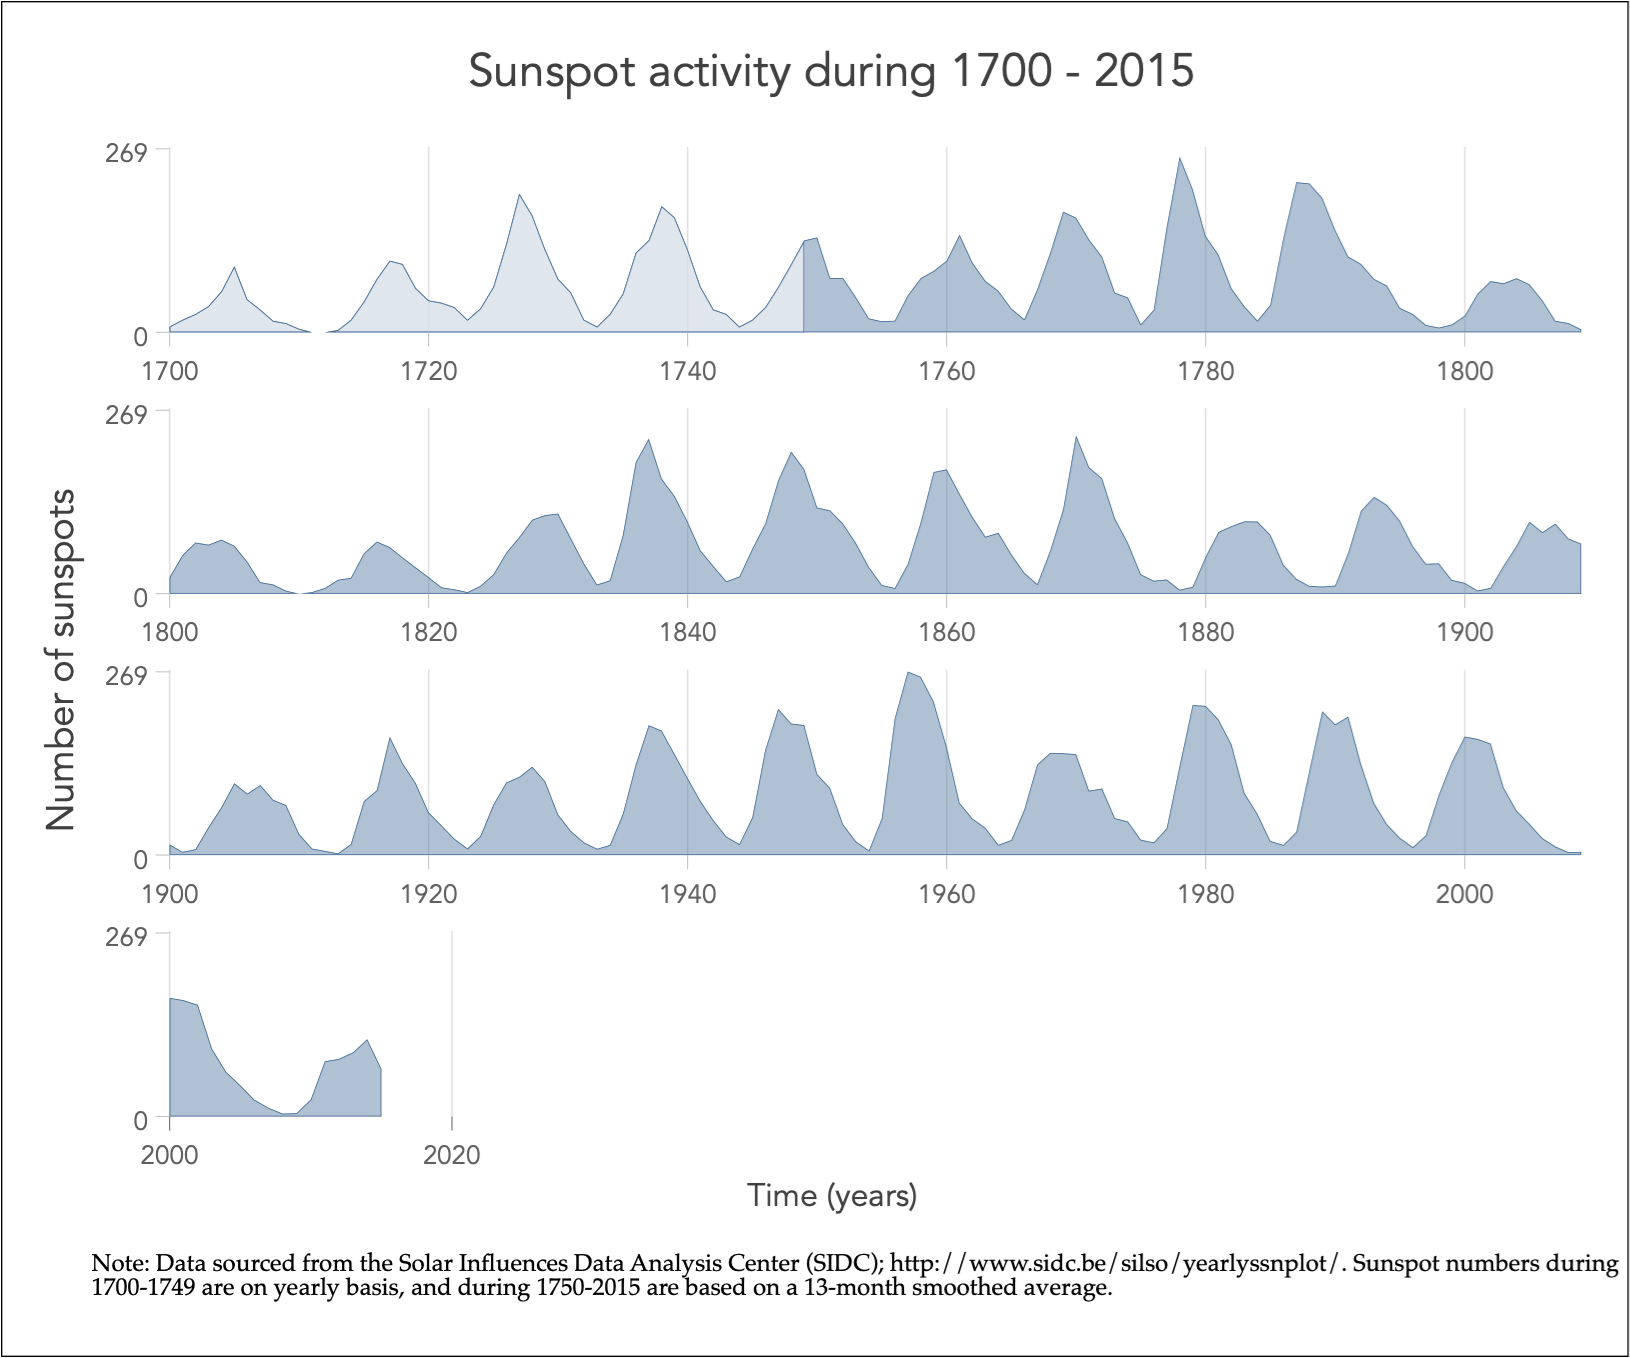 Sunspot activity during 1700 - 2015
Number of sunspots
269
0
1700 1720 1740 1760 1780 1800
269
0
1800 1820 1840 1860 1880 1900
269
0
1900 1920 1940 1960 1980 2000
269
0
2000 2020
Time (years)
Note: Data sourced from the Solar Influences Data Analysis Center (SIDC); http://www.sidc.be/silso/yearlyssnplot/. Sunspot numbers during
1700-1749 are on yearly basis, and during 1750-2015 are based on a 13-month smoothed average.